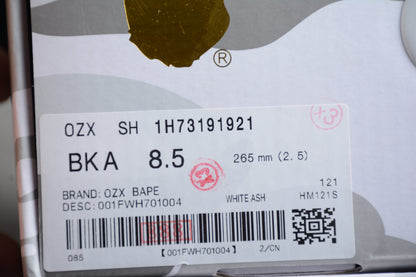 ®
+3
OZX SH 1H73191921
BKA 8.5 265 mm (2.5)
BRAND: OZX BAPE 121
DESC: 001FWH701004 WHITE ASH HM121S
085 【001FWH701004】 2/CN